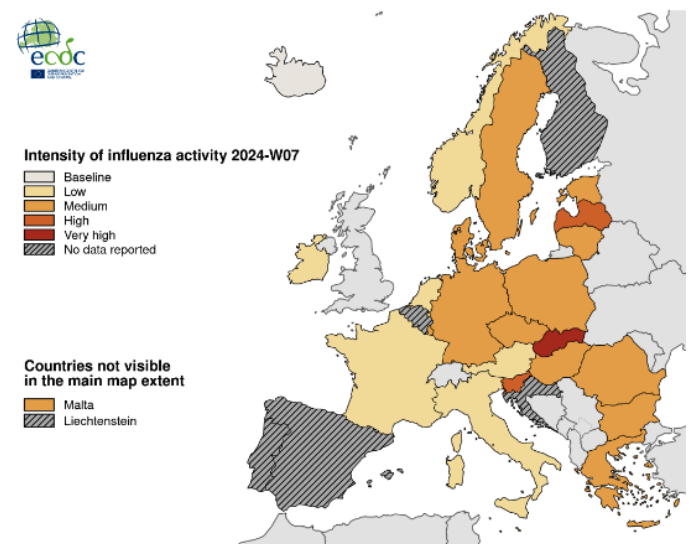 ecdc
Intensity of influenza activity 2024-W07
Baseline
Low
Medium
High
Very high
No data reported
Countries not visible
in the main map extent
Malta
Liechtenstein